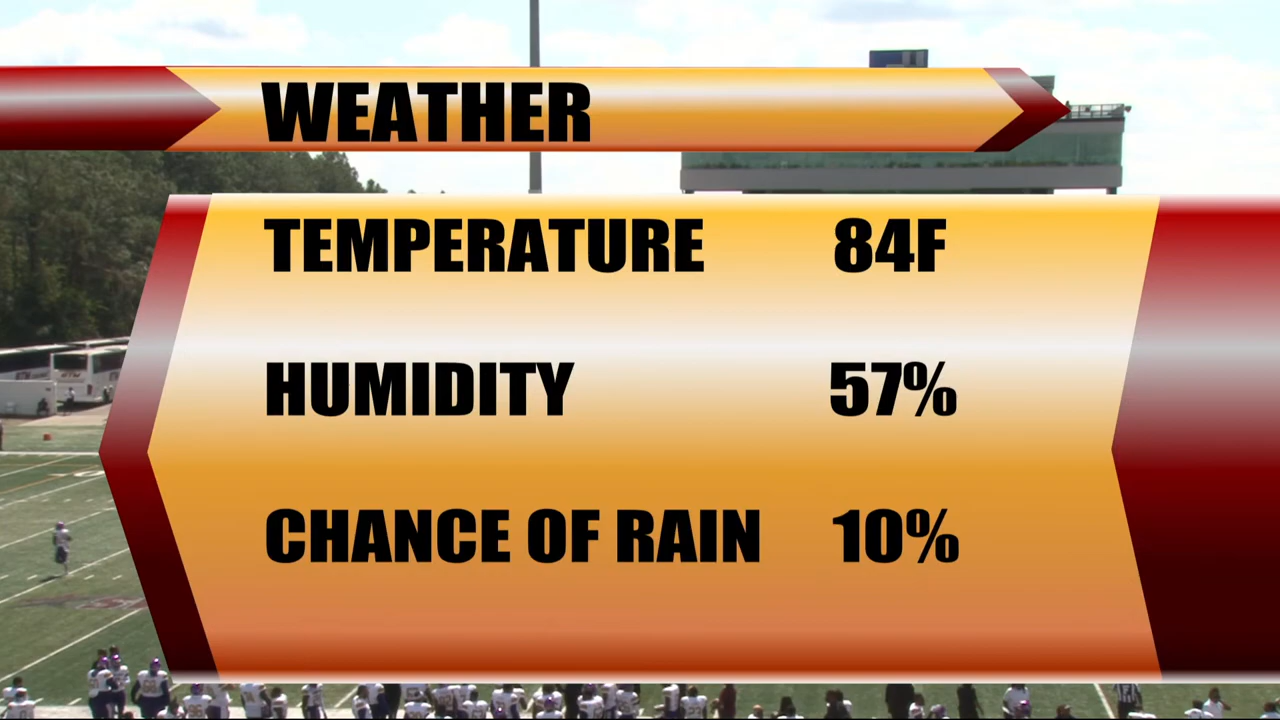 WEATHER
TEMPERATURE 84F
HUMIDITY 57%
CHANCE OF RAIN 10%